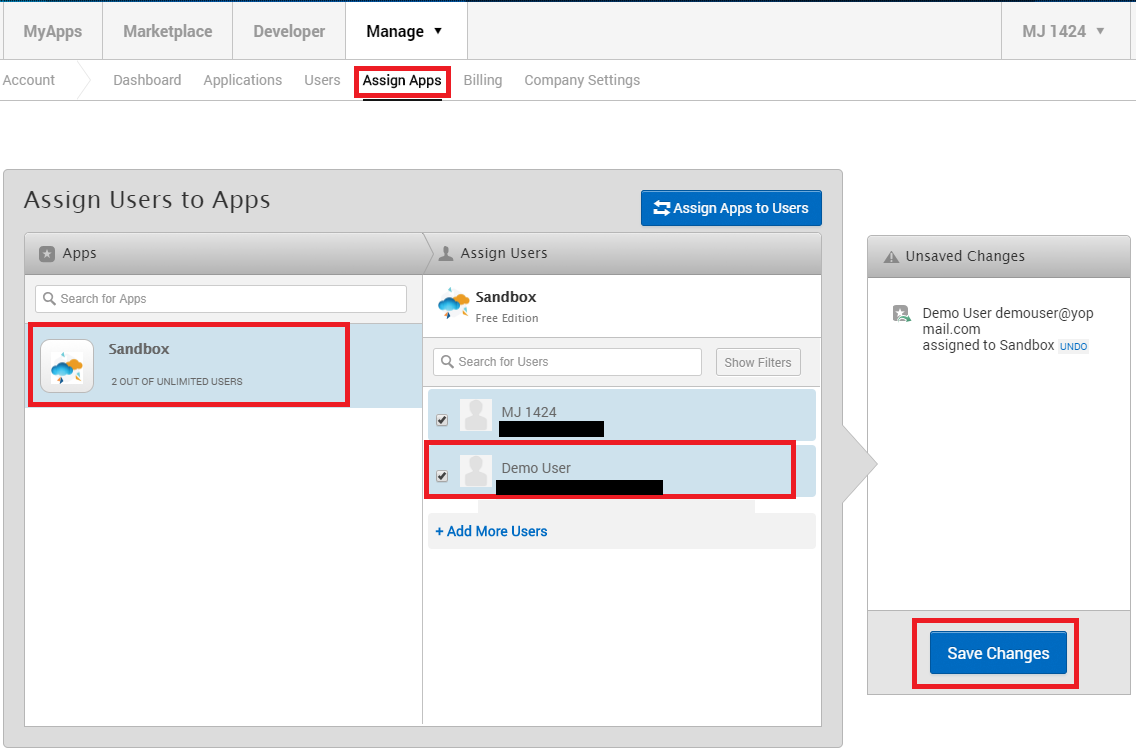 MyApps
Marketplace
Developer
Manage ▼
MJ 1424 ▼
Account
Dashboard
Applications
Users
Assign Apps
Billing
Company Settings
Assign Users to Apps
Assign Apps to Users
Apps
Assign Users
Search for Apps
Sandbox
2 OUT OF UNLIMITED USERS
Sandbox
Free Edition
Search for Users
Show Filters
MJ 1424
Demo User
+ Add More Users
Unsaved Changes
Demo User demouser@yop
mail.com
assigned to Sandbox UNDO
Save Changes